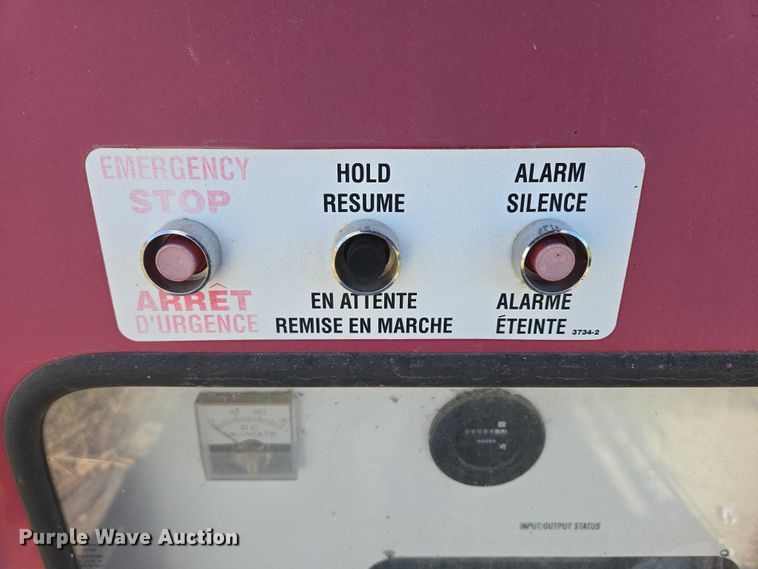 EMERGENCY
STOP
ARRÊT
D'URGENCE
HOLD
RESUME
EN ATTENTE
REMISE EN MARCHE
ALARM
SILENCE
ALARME
ÉTEINTE
3734-2
DC
INPUT/OUTPUT STATUS
Purple Wave Auction